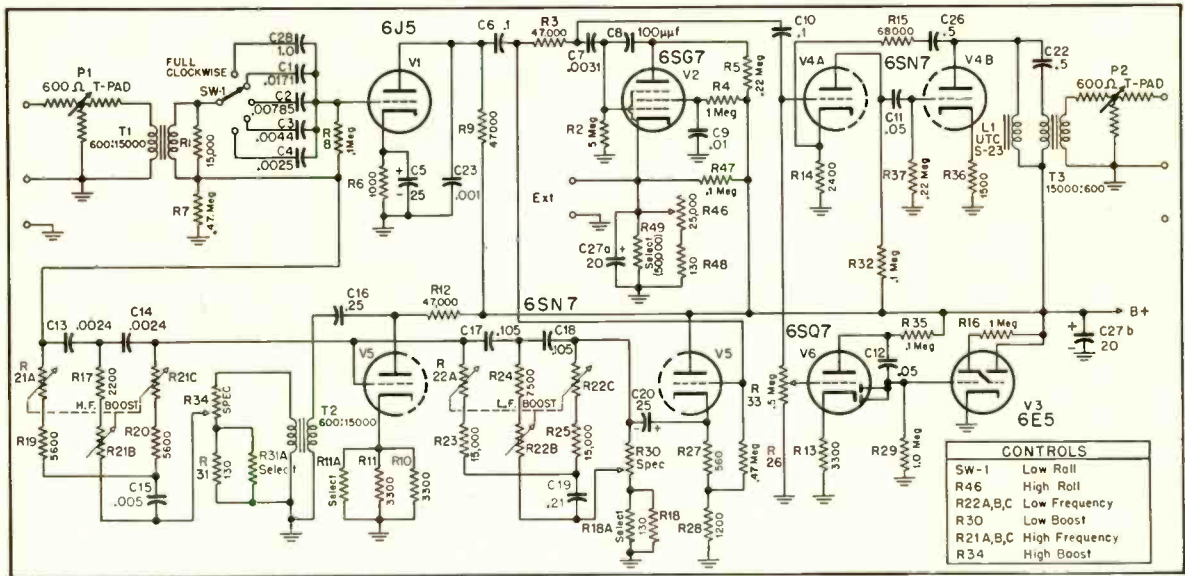 P1
600Ω T-PAD
T1
600:15000
R1
15,000
R7
.47 Meg
FULL CLOCKWISE
SW-1
C28
1.0
C1
.0171
C2
.00785
C3
.0044
C4
.0025
R8
.1 Meg
6J5
V1
R6
1000
C5
25
C23
.001
C6 .1
R9
47000
R3
47,000
C7
.0031
C8
100μμf
6SG7
V2
R2
.5 Meg
R4
1 Meg
C9
.01
R5
.22 Meg
R47
.1 Meg
Ext
R46
25,000
R48
130
R49
Select
(50,000)
C27a
20
C10
.1
V4A
R14
2400
R15
68000
C26
.5
6SN7
V4B
C11
.05
R37
.22 Meg
R36
1500
L1
UTC
S-23
C22
.5
T3
15000:600
P2
600Ω T-PAD
R32
.1 Meg
C13
.0024
C14
.0024
R21A
R17
2200
R21C
H.F. BOOST
R19
5600
R21B
R20
5600
C15
.005
R34
SPEC
R31
130
R31A
Select
T2
600:15000
C16
.25
R12
47,000
V5
R11A
Select
R11
3300
R10
3300
6SN7
C17
.105
C18
.105
R22A
R24
7500
R22C
L.F. BOOST
R23
15,000
R22B
R25
15,000
C19
.21
C20
25
R30
Spec
R18A
Select
R18
130
V5
R27
560
R28
1200
R33
.47 Meg
R26
.5 Meg
6SQ7
V6
R13
3300
R35
.1 Meg
C12
.05
R29
1.0 Meg
R16
1 Meg
V3
6E5
B+
C27b
20
CONTROLS
SW-1 Low Roll
R46 High Roll
R22A,B,C Low Frequency
R30 Low Boost
R21A,B,C High Frequency
R34 High Boost